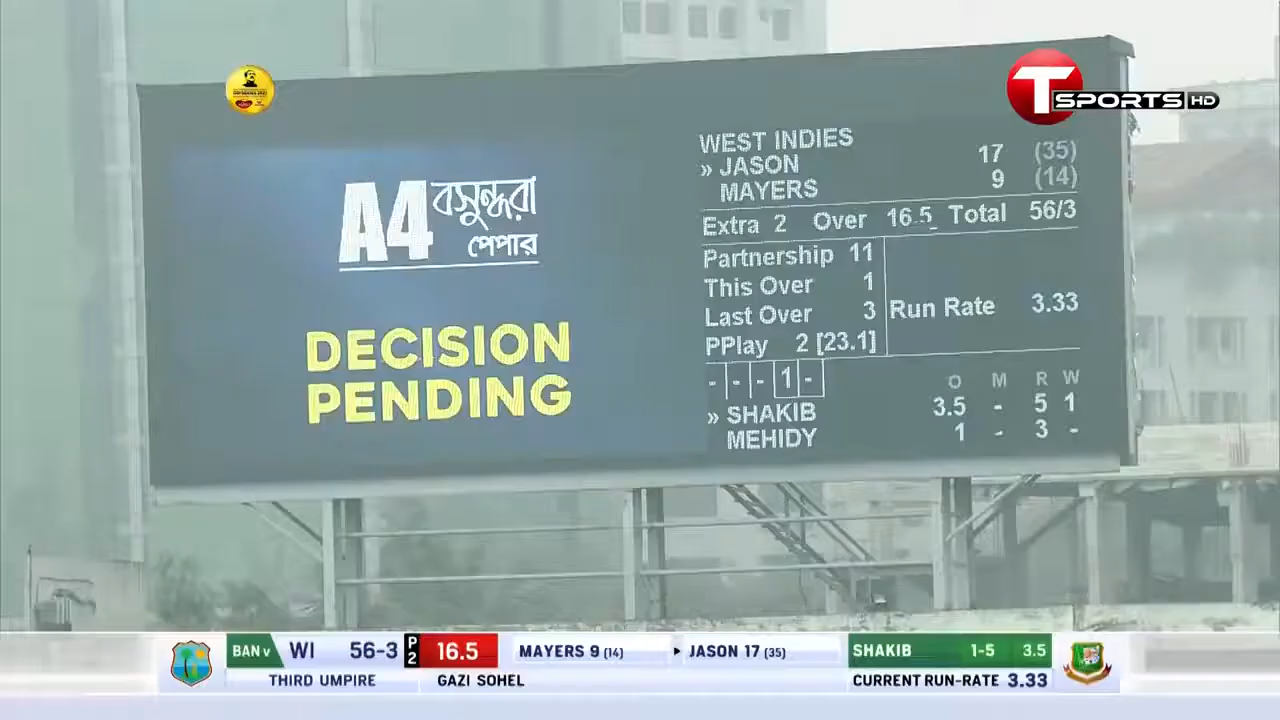 T SPORTS HD
A4 বসুন্ধরা
পেপার
DECISION
PENDING
WEST INDIES
» JASON 17 (35)
MAYERS 9 (14)
Extra 2 Over 16.5 Total 56/3
Partnership 11
This Over 1
Last Over 3
PPlay 2 [23.1]
Run Rate 3.33
- - - 1 -
O M R W
» SHAKIB 3.5 - 5 1
MEHIDY 1 - 3 -
BAN v WI 56-3 P2 16.5 MAYERS 9 (14) JASON 17 (35) SHAKIB 1-5 3.5
THIRD UMPIRE GAZI SOHEL CURRENT RUN-RATE 3.33